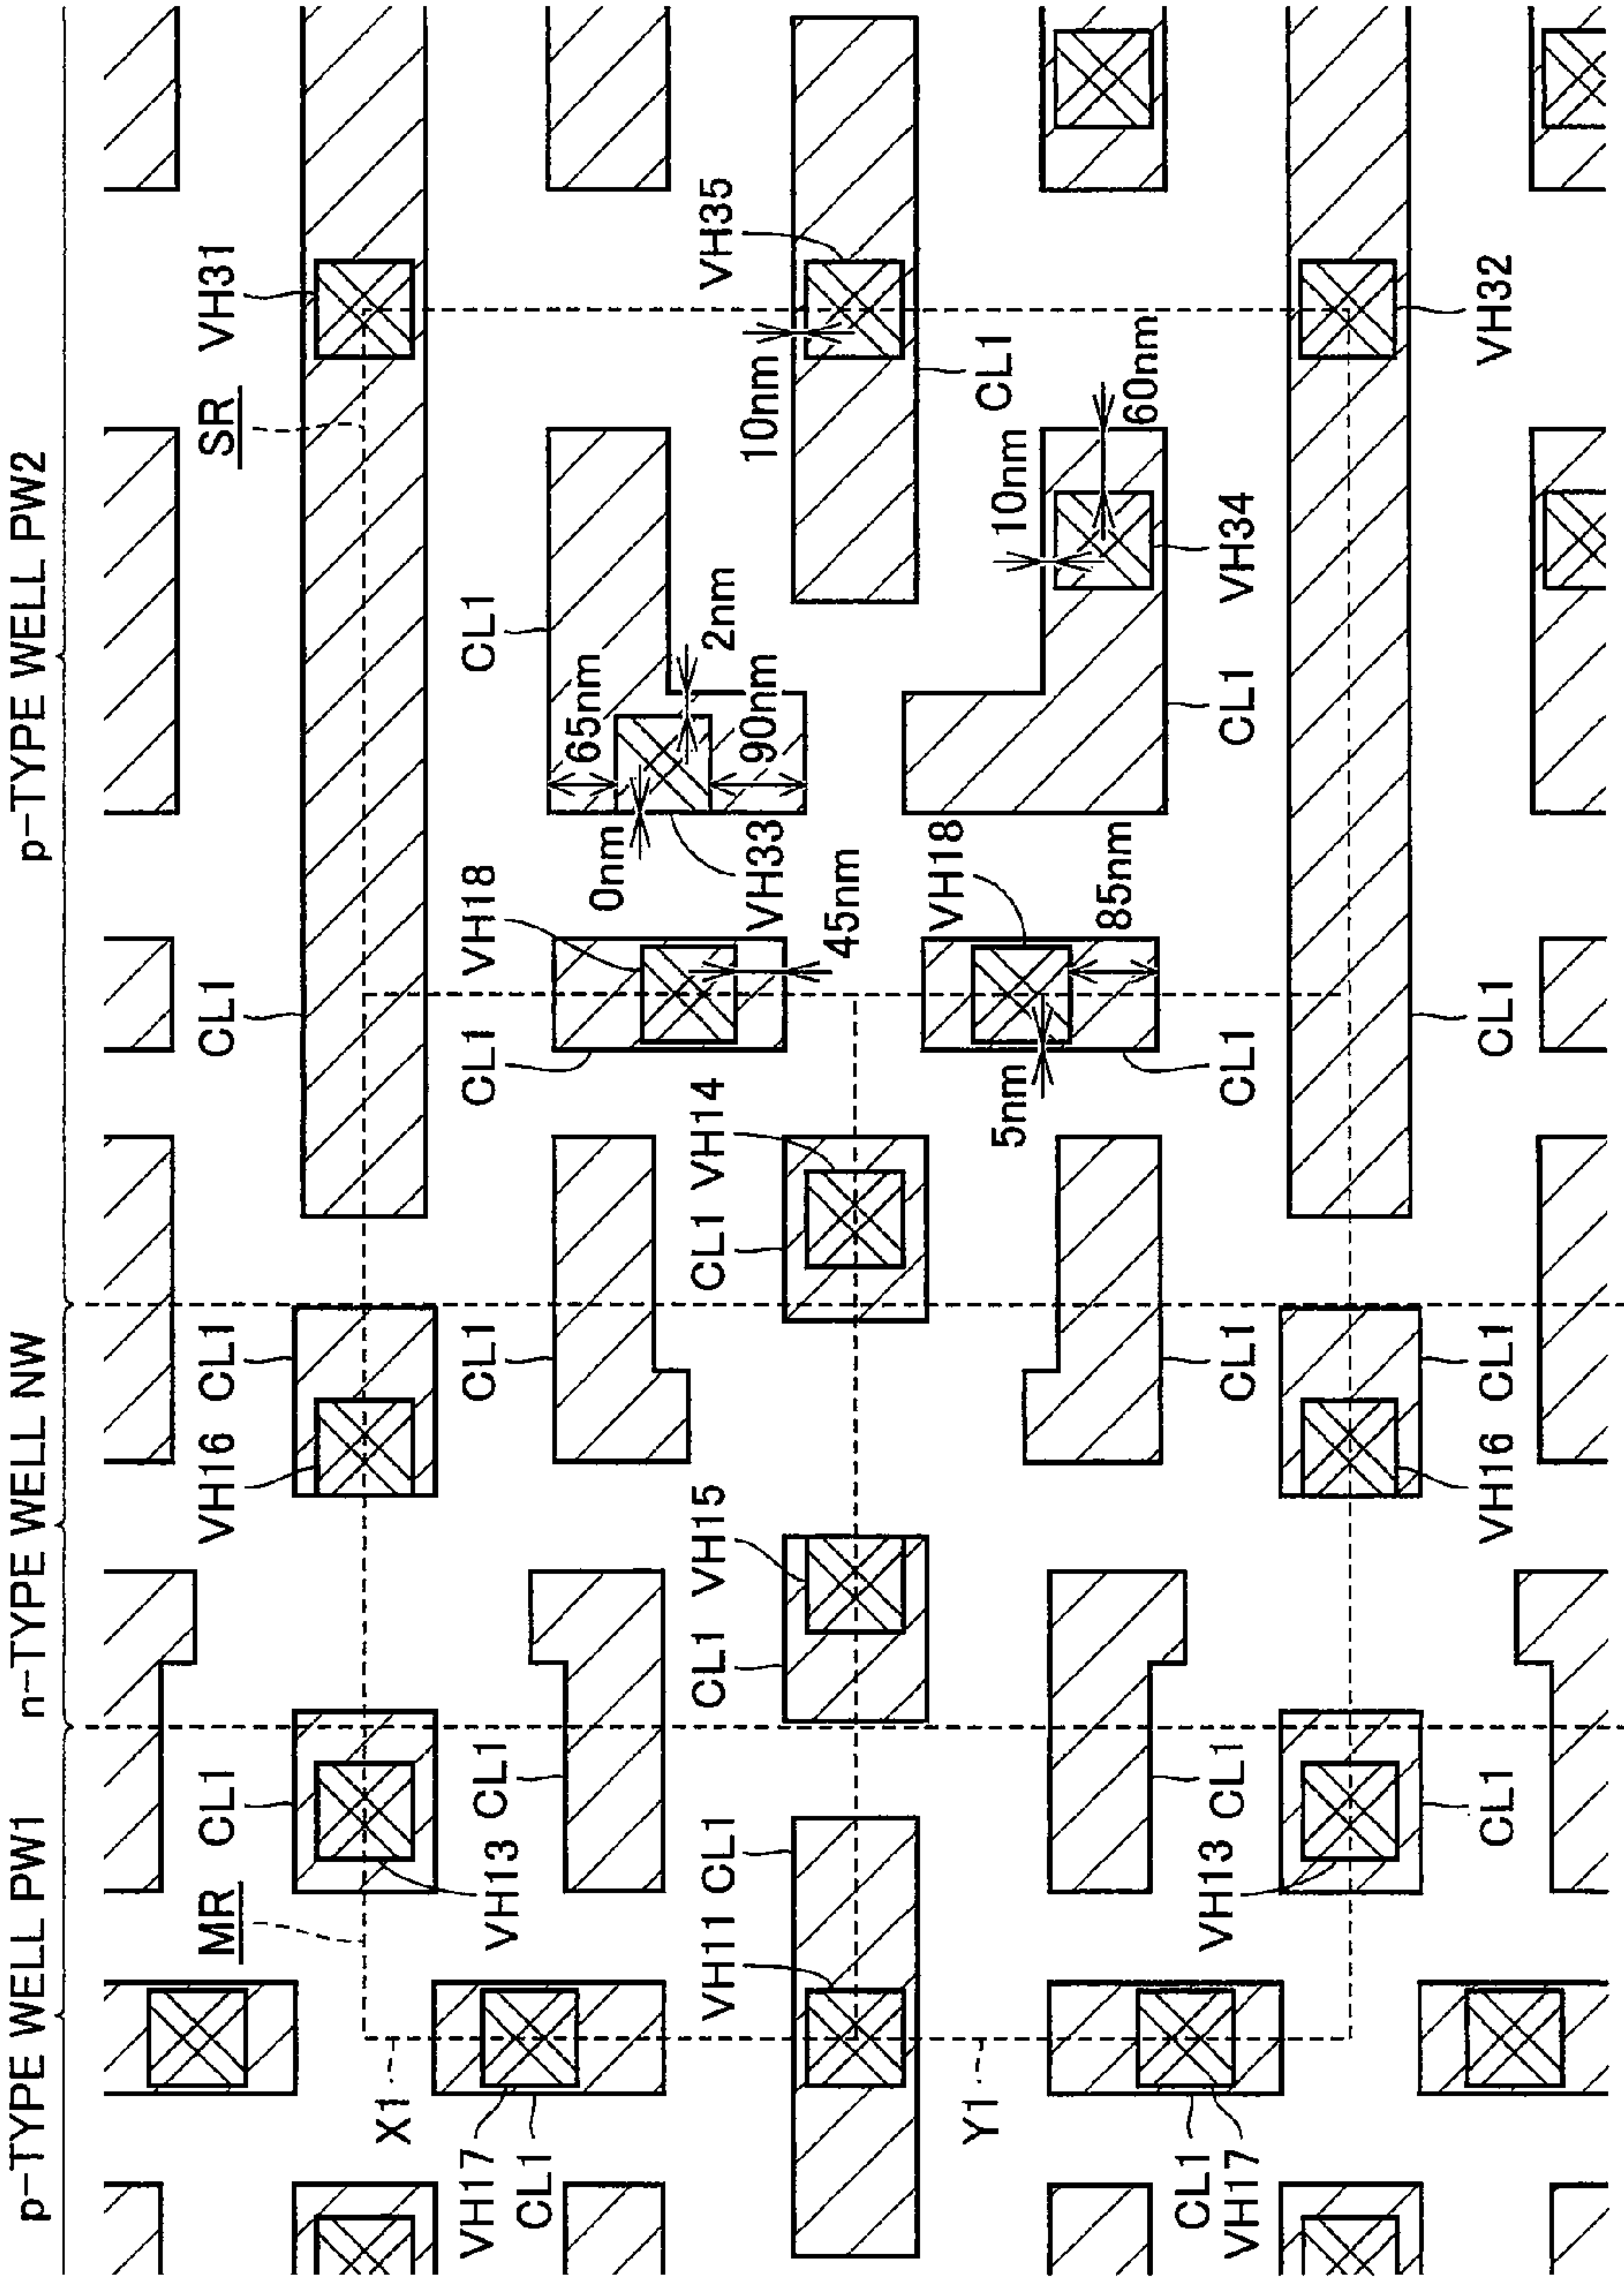 p-TYPE WELL PW1
n-TYPE WELL NW
p-TYPE WELL PW2
MR
CL1
VH16 CL1
CL1
SR
VH31
X1
VH17
VH13
CL1
CL1
CL1
VH18
CL1
CL1
65nm
0nm
VH11 CL1
CL1 VH15
CL1 VH14
2nm
VH35
VH33
90nm
10nm
45nm
VH18
Y1
CL1
5nm
10nm
85nm
60nm
CL1
VH17
VH13
CL1
CL1
CL1
CL1
VH34
CL1
VH16 CL1
CL1
VH32